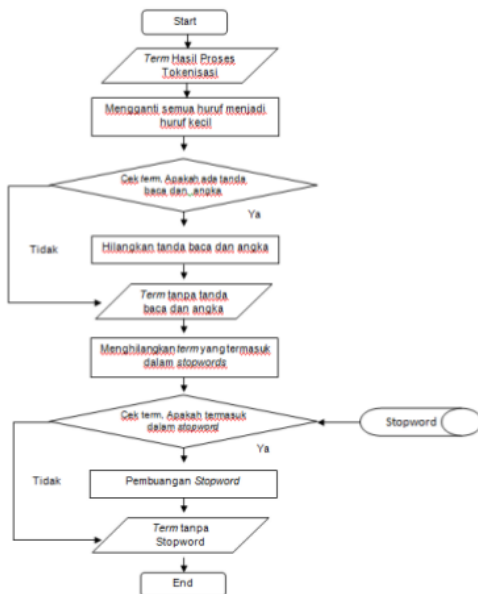 Start
Term Hasil Proses
Tokenisasi
Mengganti semua huruf menjadi
huruf kecil
Cek term. Apakah ada tanda
baca dan angka
Ya
Tidak
Hilangkan tanda baca dan angka
Term tanpa tanda
baca dan angka
Menghilangkan term yang termasuk
dalam stopwords
Cek term. Apakah termasuk
dalam stopword
Stopword
Ya
Tidak
Pembuangan Stopword
Term tanpa
Stopword
End